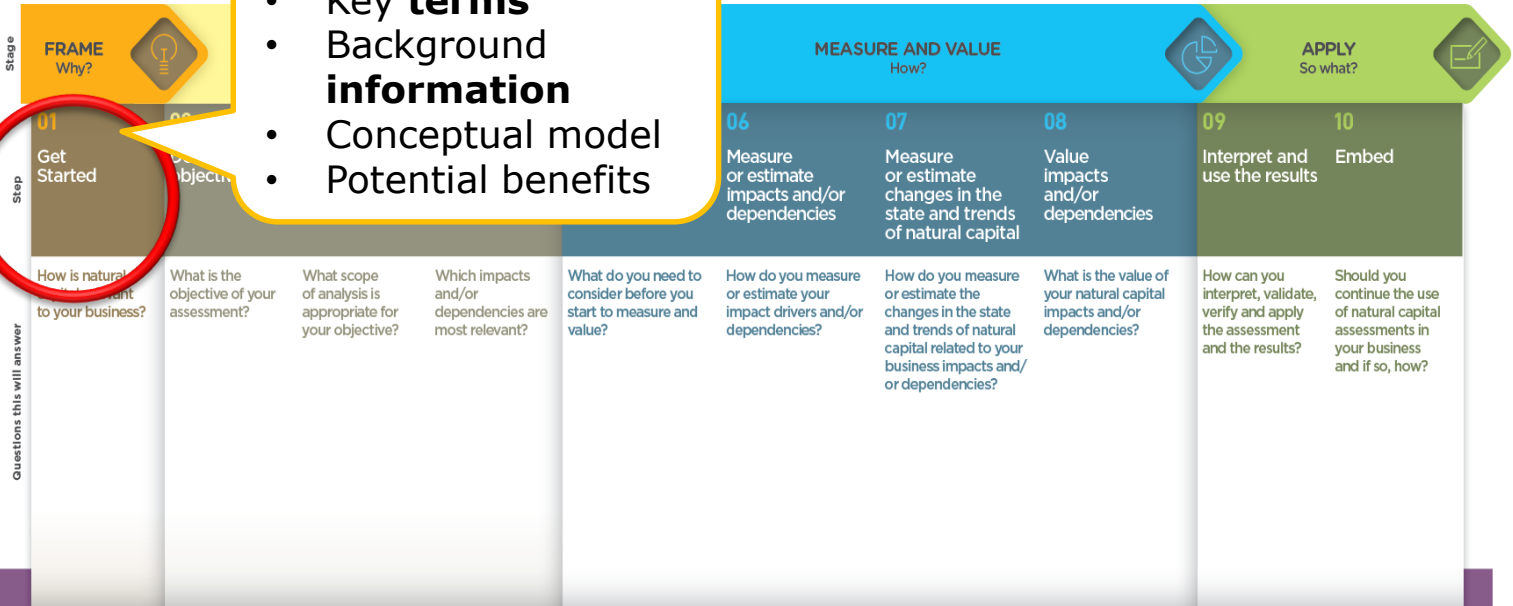 • Key terms
• Background
information
• Conceptual model
• Potential benefits
Stage
FRAME
Why?
MEASURE AND VALUE
How?
APPLY
So what?
Step
01
Get
Started
06
Measure
or estimate
impacts and/or
dependencies
07
Measure
or estimate
changes in the
state and trends
of natural capital
08
Value
impacts
and/or
dependencies
09
Interpret and
use the results
10
Embed
Questions this will answer
How is natural
to your business?
What is the
objective of your
assessment?
What scope
of analysis is
appropriate for
your objective?
Which impacts
and/or
dependencies are
most relevant?
What do you need to
consider before you
start to measure and
value?
How do you measure
or estimate your
impact drivers and/or
dependencies?
How do you measure
or estimate the
changes in the state
and trends of natural
capital related to your
business impacts and/
or dependencies?
What is the value of
your natural capital
impacts and/or
dependencies?
How can you
interpret, validate,
verify and apply
the assessment
and the results?
Should you
continue the use
of natural capital
assessments in
your business
and if so, how?